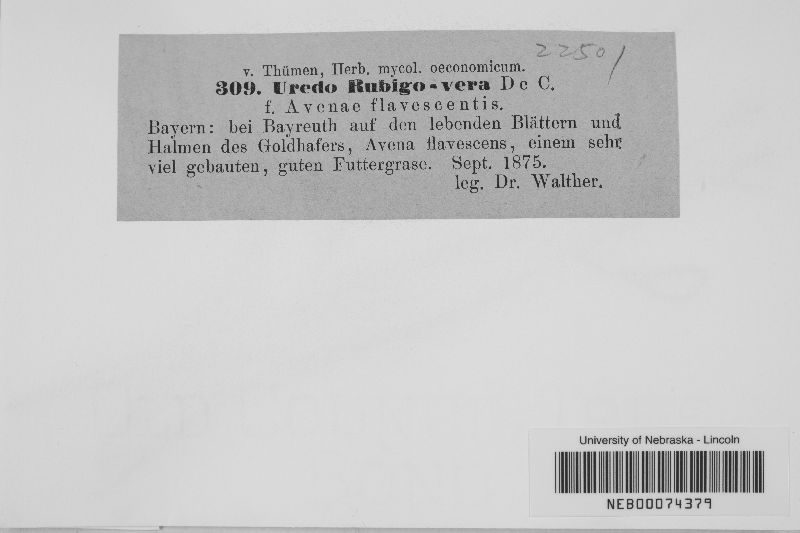 22501
v. Thümen, Herb. mycol. oeconomicum.
309. Uredo Rubigo-vera De C.
f. Avenae flavescentis.
Bayern: bei Bayreuth auf den lebenden Blättern und
Halmen des Goldhafers, Avena flavescens, einem sehr
viel gebauten, guten Futtergrase. Sept. 1875.
leg. Dr. Walther.
University of Nebraska - Lincoln
NEB00074379